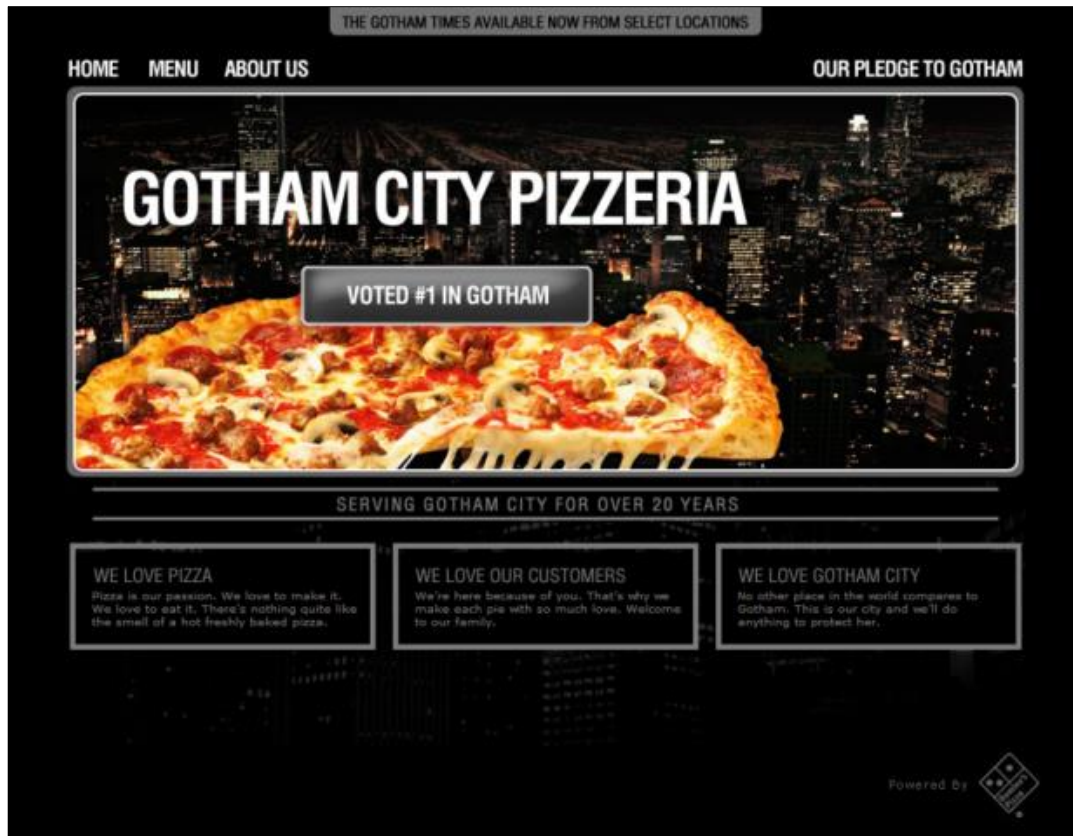 THE GOTHAM TIMES AVAILABLE NOW FROM SELECT LOCATIONS
HOME MENU ABOUT US OUR PLEDGE TO GOTHAM
GOTHAM CITY PIZZERIA
VOTED #1 IN GOTHAM
SERVING GOTHAM CITY FOR OVER 20 YEARS
WE LOVE PIZZA
Pizza is our passion. We love to make it.
We love to eat it. There's nothing quite like
the smell of a hot freshly baked pizza.
WE LOVE OUR CUSTOMERS
We're here because of you. That's why we
make each pie with so much love. Welcome
to our family.
WE LOVE GOTHAM CITY
No other place in the world compares to
Gotham. This is our city and we'll do
anything to protect her.
Powered By
Domino's
Pizza